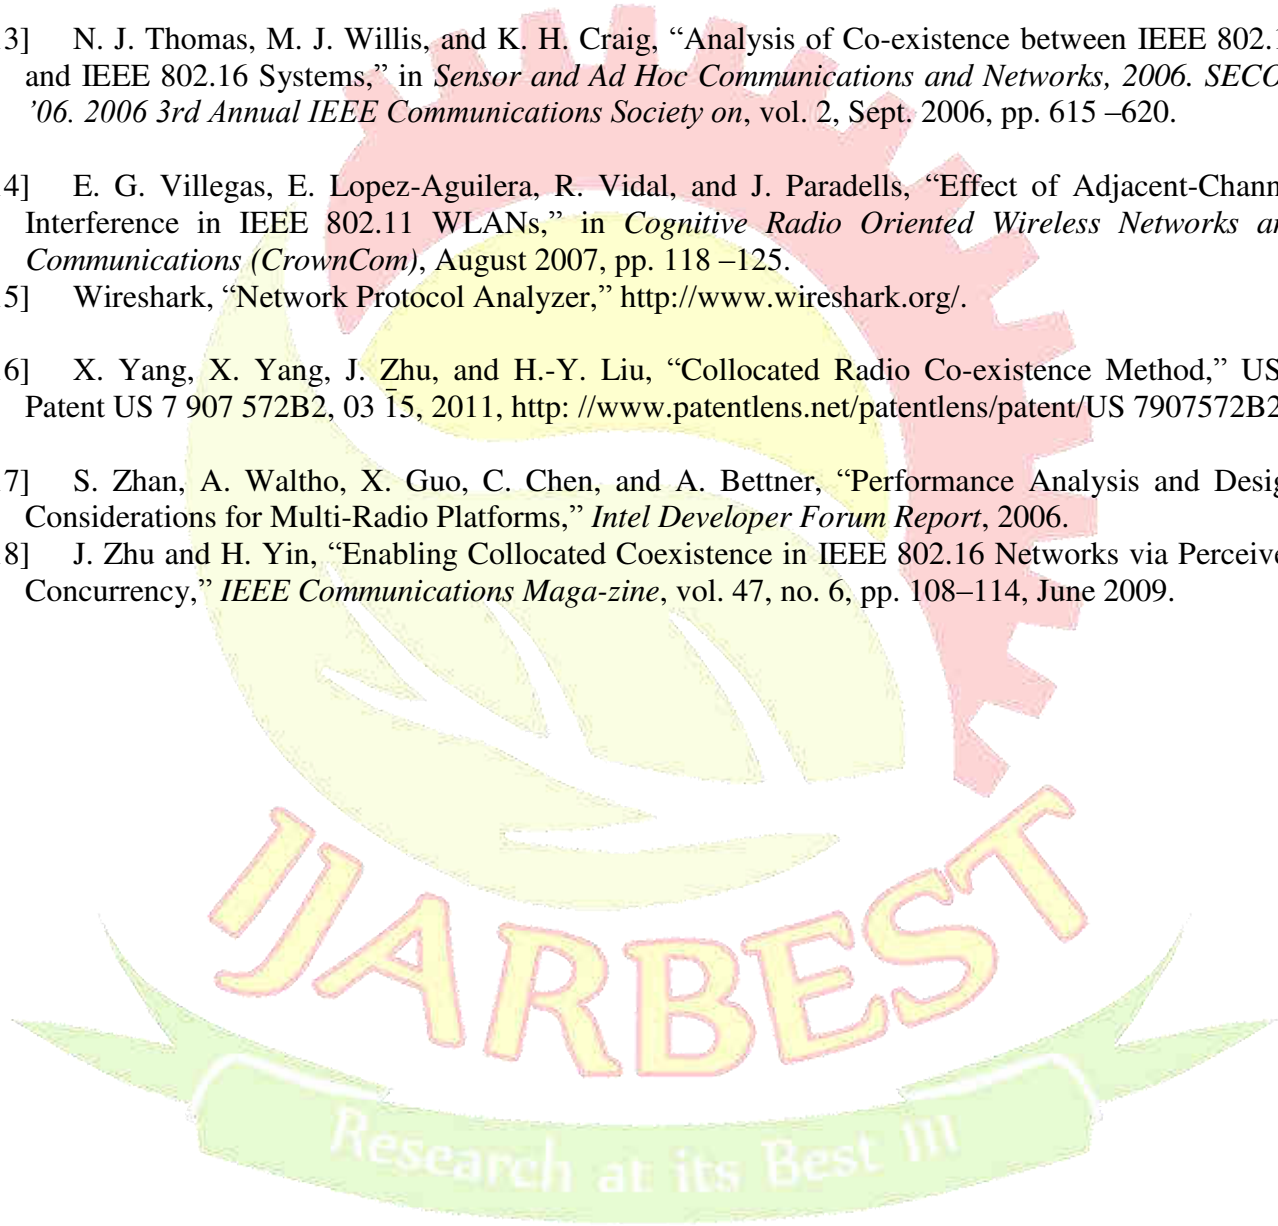 3] N. J. Thomas, M. J. Willis, and K. H. Craig, “Analysis of Co-existence between IEEE 802.
and IEEE 802.16 Systems,” in Sensor and Ad Hoc Communications and Networks, 2006. SECO
’06. 2006 3rd Annual IEEE Communications Society on, vol. 2, Sept. 2006, pp. 615 –620.
4] E. G. Villegas, E. Lopez-Aguilera, R. Vidal, and J. Paradells, “Effect of Adjacent-Chann
Interference in IEEE 802.11 WLANs,” in Cognitive Radio Oriented Wireless Networks an
Communications (CrownCom), August 2007, pp. 118 –125.
5] Wireshark, “Network Protocol Analyzer,” http://www.wireshark.org/.
6] X. Yang, X. Yang, J. Zhu, and H.-Y. Liu, “Collocated Radio Co-existence Method,” US
Patent US 7 907 572B2, 03 15, 2011, http: //www.patentlens.net/patentlens/patent/US 7907572B2
7] S. Zhan, A. Waltho, X. Guo, C. Chen, and A. Bettner, “Performance Analysis and Desig
Considerations for Multi-Radio Platforms,” Intel Developer Forum Report, 2006.
8] J. Zhu and H. Yin, “Enabling Collocated Coexistence in IEEE 802.16 Networks via Perceive
Concurrency,” IEEE Communications Maga-zine, vol. 47, no. 6, pp. 108–114, June 2009.
IJARBEST
Research at its Best !!!